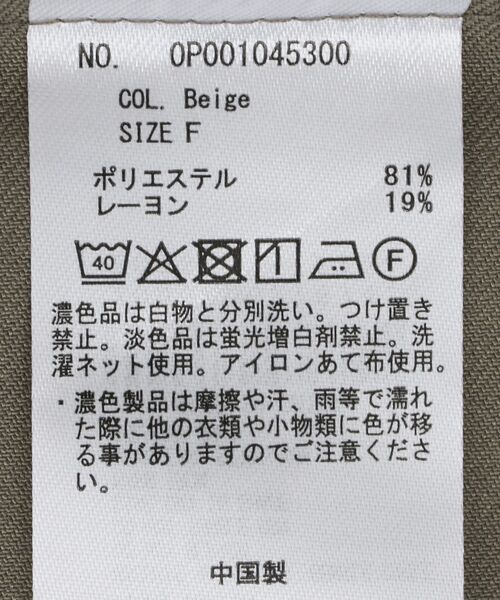 NO. OP001045300
COL. Beige
SIZE F
ポリエステル 81%
レーヨン 19%
40 F
濃色品は白物と分別洗い。つけ置き
禁止。淡色品は蛍光増白剤禁止。洗
濯ネット使用。アイロンあて布使用。
・濃色製品は摩擦や汗、雨等で濡れ
た際に他の衣類や小物類に色が移
る事がありますのでご注意くださ
い。
中国製